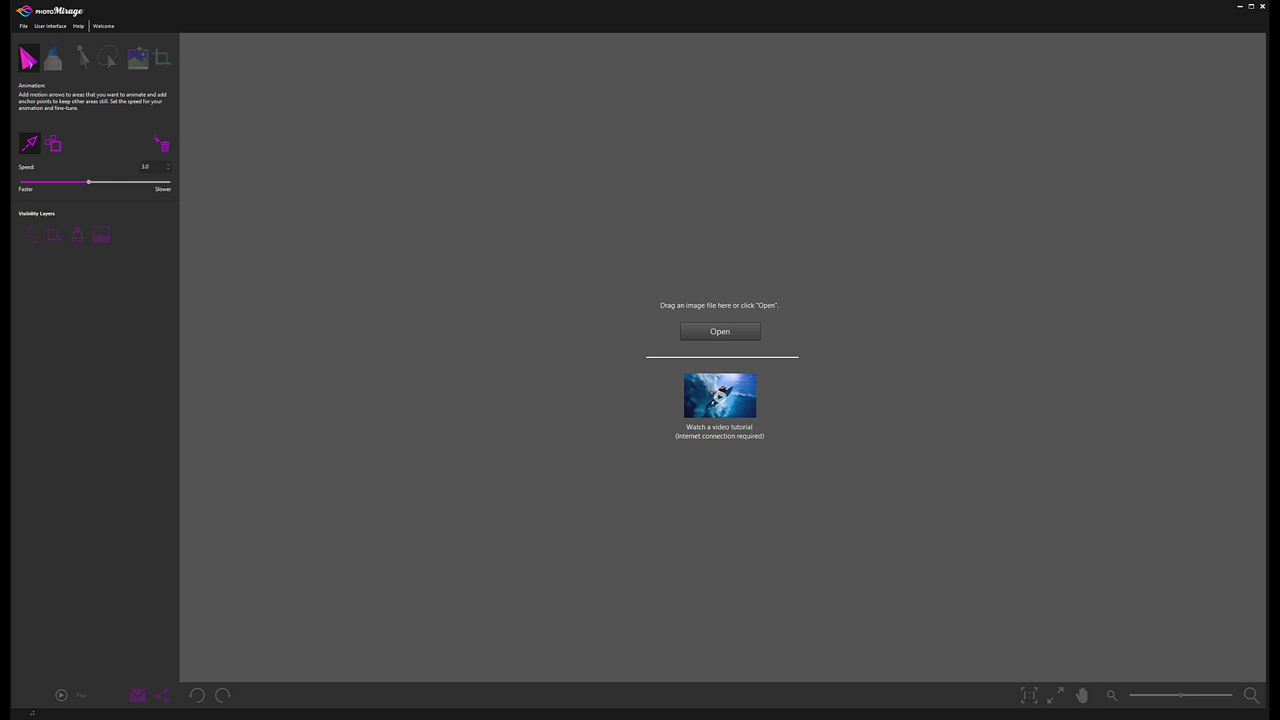 PHOTOMirage
File User Interface Help Welcome
Animation:
Add motion arrows to areas that you want to animate and add
anchor points to keep other areas still. Set the speed for your
animation and fine-tune.
Speed: 3.0
Faster Slower
Visibility Layers
Drag an image file here or click "Open".
Open
Watch a video tutorial
(Internet connection required)
Play
1:1